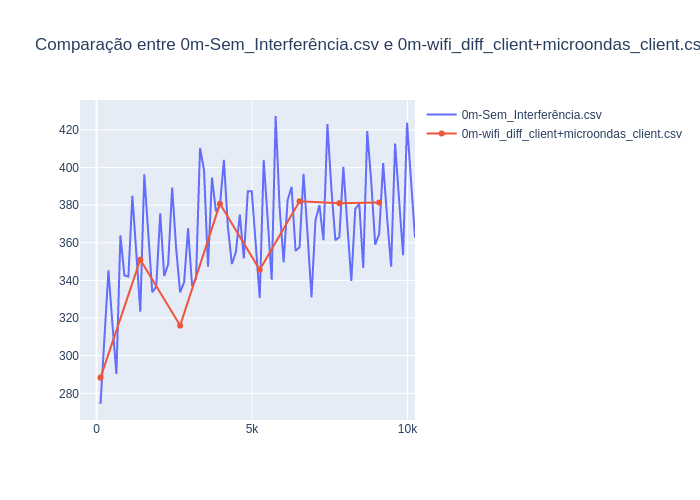 Comparação entre 0m-Sem_Interferência.csv e 0m-wifi_diff_client+microondas_client.cs
0m-Sem_Interferência.csv
0m-wifi_diff_client+microondas_client.csv
420
400
380
360
340
320
300
280
0 5k 10k